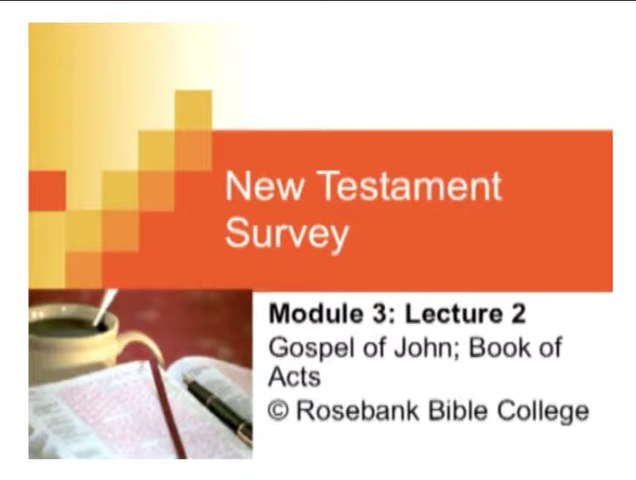 New Testament
Survey
Module 3: Lecture 2
Gospel of John; Book of
Acts
© Rosebank Bible College